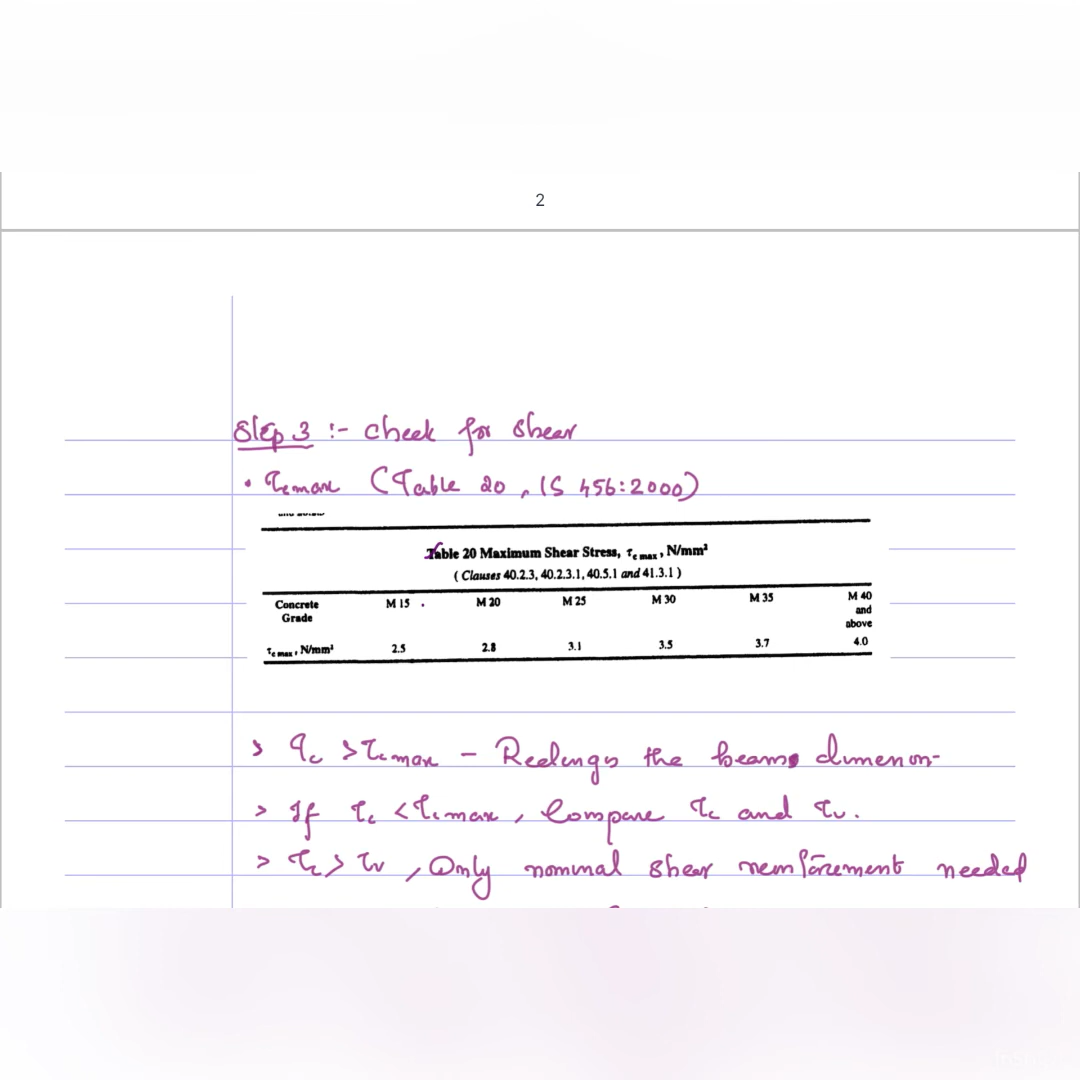 2
Step 3 :- check for shear
• τcmax (Table 20, IS 456:2000)
Table 20 Maximum Shear Stress, τc max, N/mm²
( Clauses 40.2.3, 40.2.3.1, 40.5.1 and 41.3.1 )
Concrete Grade M 15 M 20 M 25 M 30 M 35 M 40 and above
τc max, N/mm² 2.5 2.8 3.1 3.5 3.7 4.0
> τc > τcmax - the beams
> If τc < τcmax, Compare τc and τv.
> τc > τv, Only nominal shear reinforcement needed